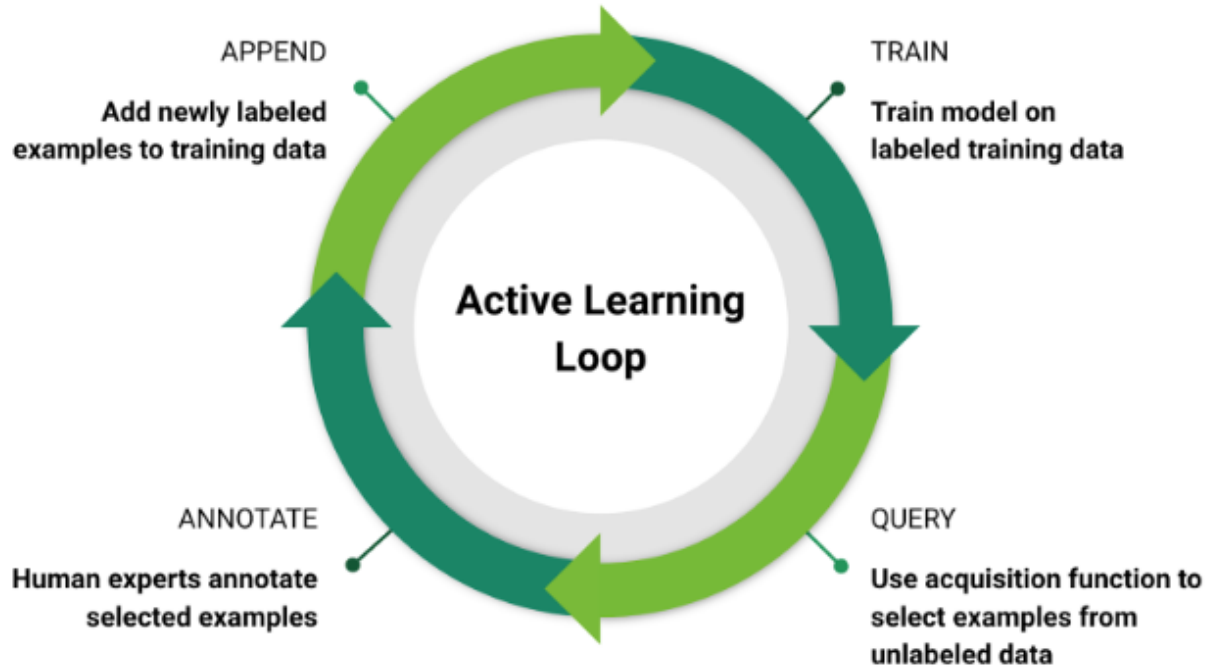 APPEND
Add newly labeled
examples to training data
TRAIN
Train model on
labeled training data
Active Learning
Loop
ANNOTATE
Human experts annotate
selected examples
QUERY
Use acquisition function to
select examples from
unlabeled data